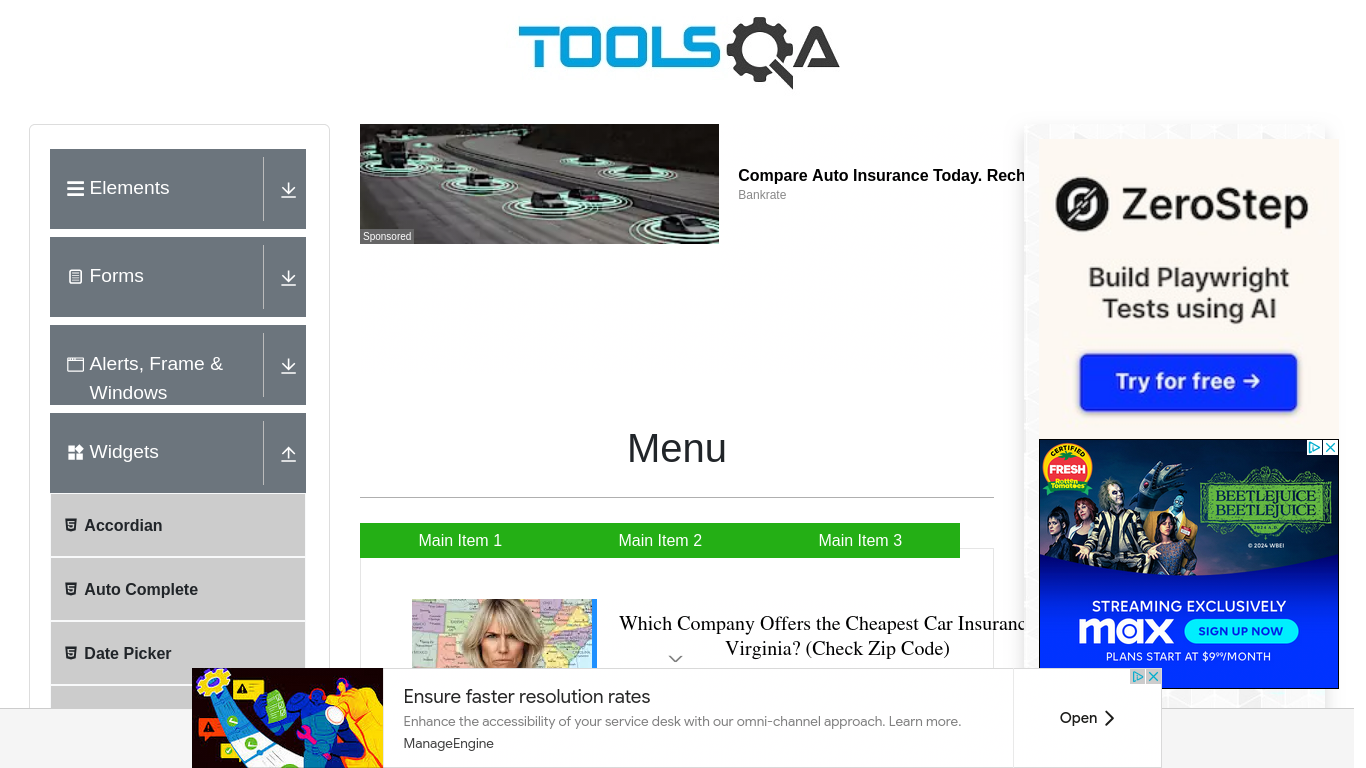 TOOLSQA
Elements
Forms
Alerts, Frame &
Windows
Widgets
Accordian
Auto Complete
Date Picker
Sponsored
Compare Auto Insurance Today. Rech
Bankrate
Menu
Main Item 1
Main Item 2
Main Item 3
Which Company Offers the Cheapest Car Insuranc
Virginia? (Check Zip Code)
ZeroStep
Build Playwright
Tests using AI
Try for free →
CERTIFIED
FRESH
Rotten
Tomatoes
BEETLEJUICE
BEETLEJUICE
© 2024 WBEI
STREAMING EXCLUSIVELY
max
SIGN UP NOW
PLANS START AT $9⁹⁹/MONTH
Ensure faster resolution rates
Enhance the accessibility of your service desk with our omni-channel approach. Learn more.
ManageEngine
Open